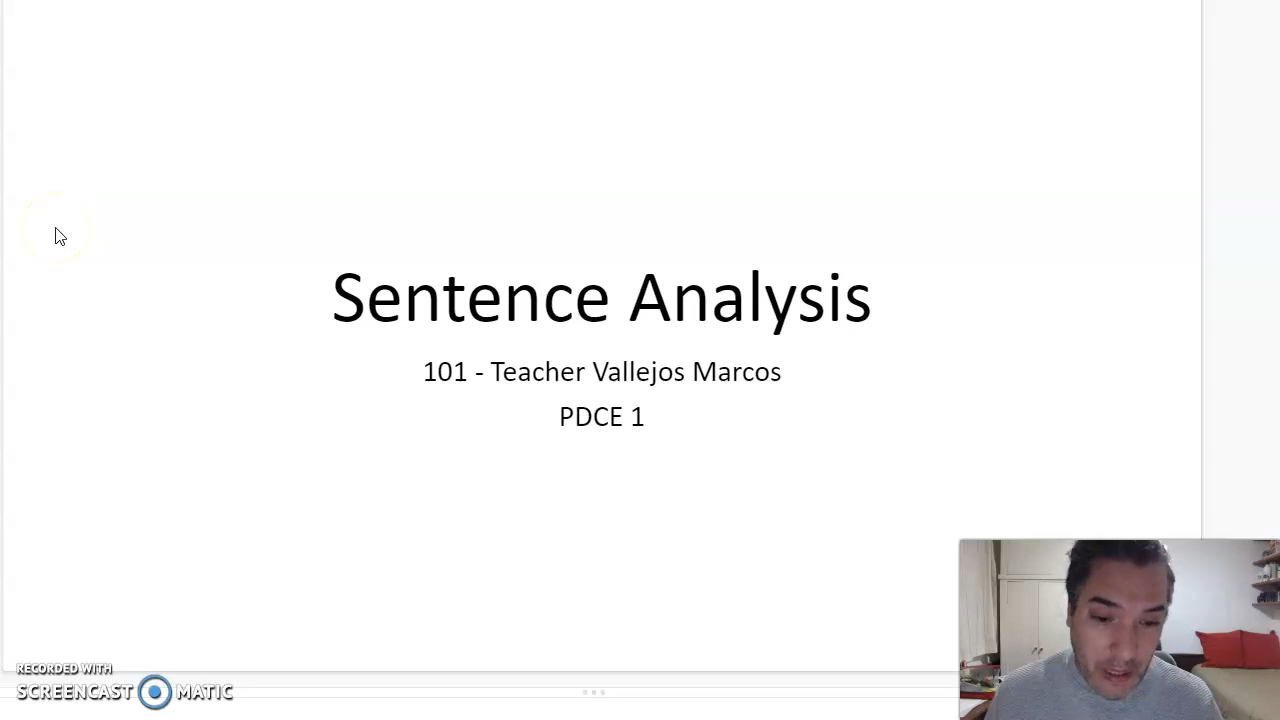 Sentence Analysis
101 - Teacher Vallejos Marcos
PDCE 1
RECORDED WITH
SCREENCAST MATIC